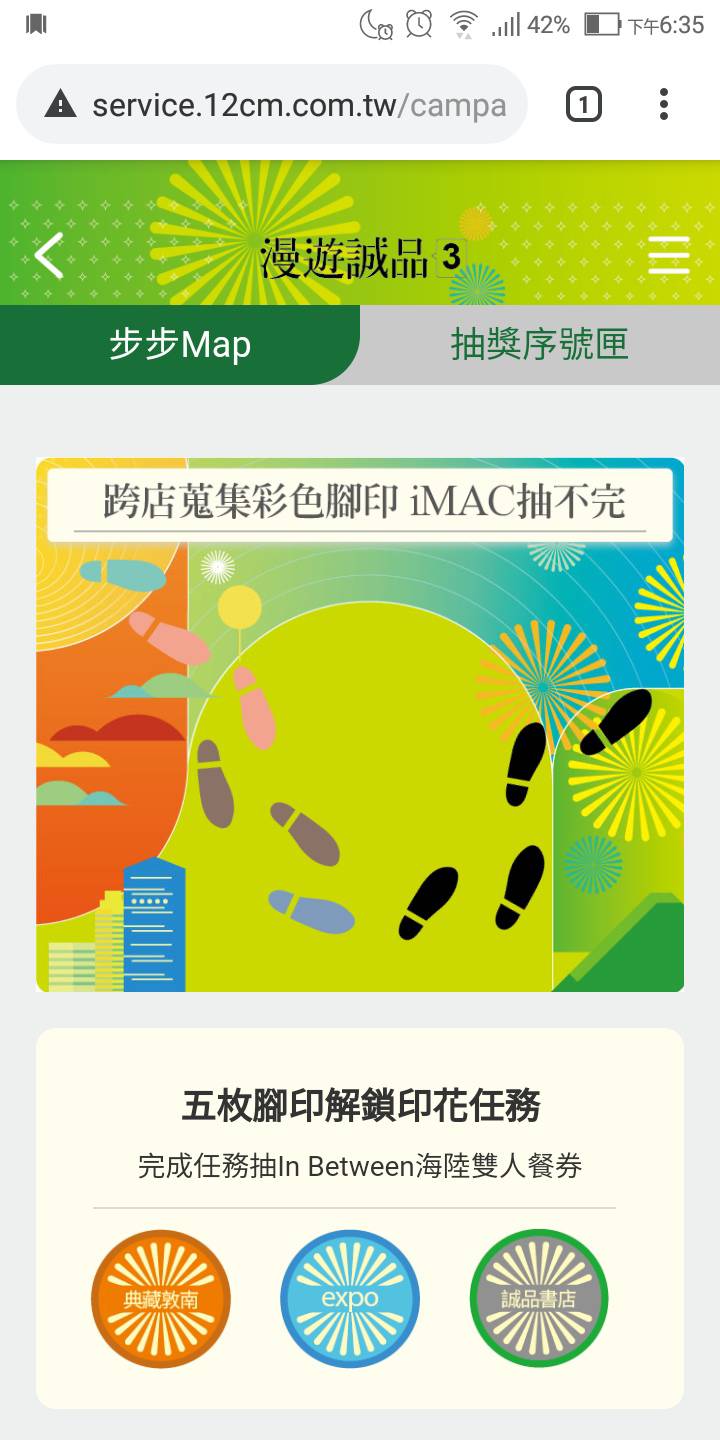 42%
下午6:35
service.12cm.com.tw/campa
1
漫遊誠品 3
步步Map
抽獎序號匣
跨店蒐集彩色腳印 iMAC抽不完
五枚腳印解鎖印花任務
完成任務抽In Between海陸雙人餐券
典藏敦南
expo
誠品書店